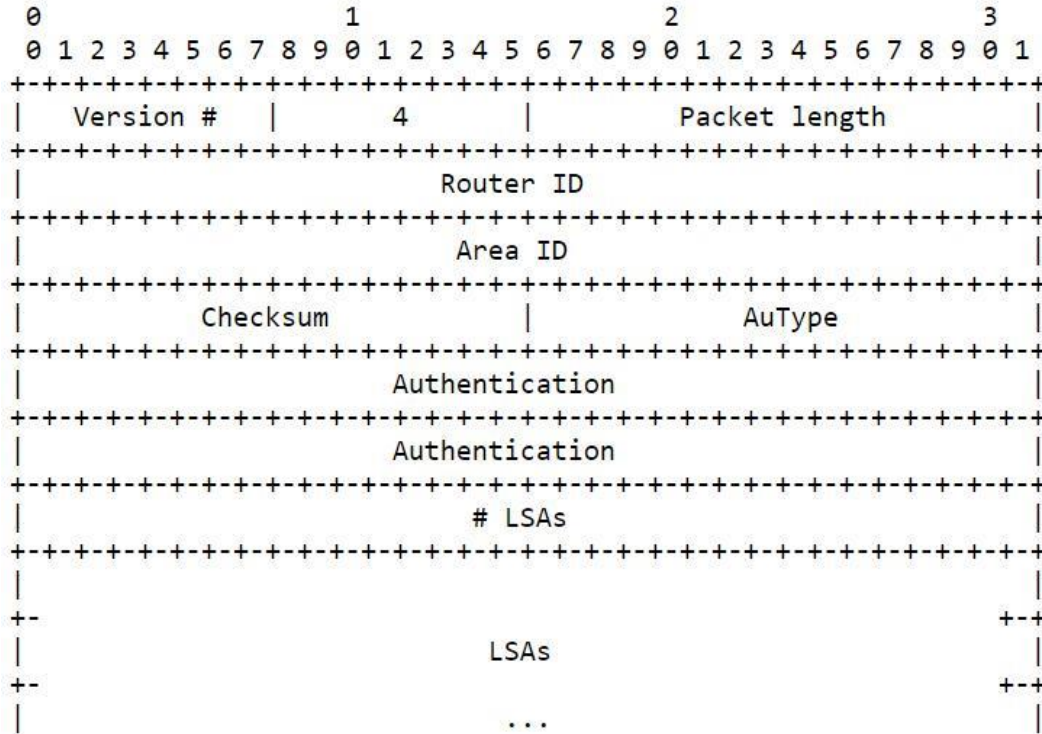 0                   1                   2                   3
0 1 2 3 4 5 6 7 8 9 0 1 2 3 4 5 6 7 8 9 0 1 2 3 4 5 6 7 8 9 0 1
+-+-+-+-+-+-+-+-+-+-+-+-+-+-+-+-+-+-+-+-+-+-+-+-+-+-+-+-+-+-+-+-+
|   Version #   |       4       |         Packet length         |
+-+-+-+-+-+-+-+-+-+-+-+-+-+-+-+-+-+-+-+-+-+-+-+-+-+-+-+-+-+-+-+-+
|                          Router ID                            |
+-+-+-+-+-+-+-+-+-+-+-+-+-+-+-+-+-+-+-+-+-+-+-+-+-+-+-+-+-+-+-+-+
|                           Area ID                             |
+-+-+-+-+-+-+-+-+-+-+-+-+-+-+-+-+-+-+-+-+-+-+-+-+-+-+-+-+-+-+-+-+
|           Checksum            |             AuType            |
+-+-+-+-+-+-+-+-+-+-+-+-+-+-+-+-+-+-+-+-+-+-+-+-+-+-+-+-+-+-+-+-+
|                       Authentication                          |
+-+-+-+-+-+-+-+-+-+-+-+-+-+-+-+-+-+-+-+-+-+-+-+-+-+-+-+-+-+-+-+-+
|                       Authentication                          |
+-+-+-+-+-+-+-+-+-+-+-+-+-+-+-+-+-+-+-+-+-+-+-+-+-+-+-+-+-+-+-+-+
|                            # LSAs                             |
+-+-+-+-+-+-+-+-+-+-+-+-+-+-+-+-+-+-+-+-+-+-+-+-+-+-+-+-+-+-+-+-+
|                                                               |
+-                                                            +-+
|                             LSAs                              |
+-                                                            +-+
|                              ...                              |